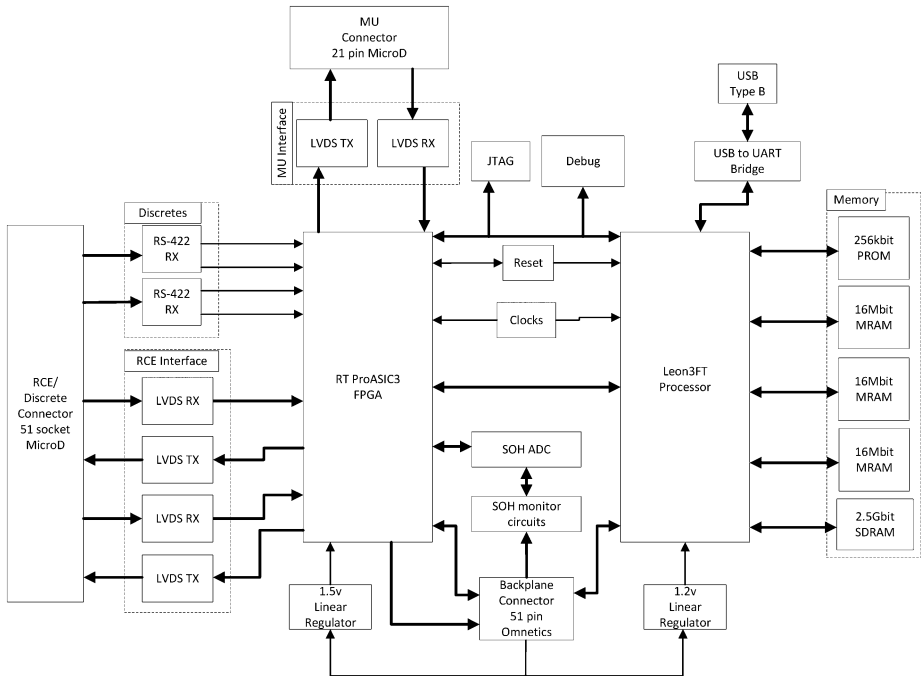 MU
Connector
21 pin MicroD
MU Interface
LVDS TX
LVDS RX
JTAG
Debug
USB
Type B
USB to UART
Bridge
Discretes
RS-422
RX
RS-422
RX
RCE Interface
LVDS RX
LVDS TX
LVDS RX
LVDS TX
RCE/
Discrete
Connector
51 socket
MicroD
RT ProASIC3
FPGA
Reset
Clocks
SOH ADC
SOH monitor
circuits
Backplane
Connector
51 pin
Omnetics
1.5v
Linear
Regulator
1.2v
Linear
Regulator
Leon3FT
Processor
Memory
256kbit
PROM
16Mbit
MRAM
16Mbit
MRAM
16Mbit
MRAM
2.5Gbit
SDRAM